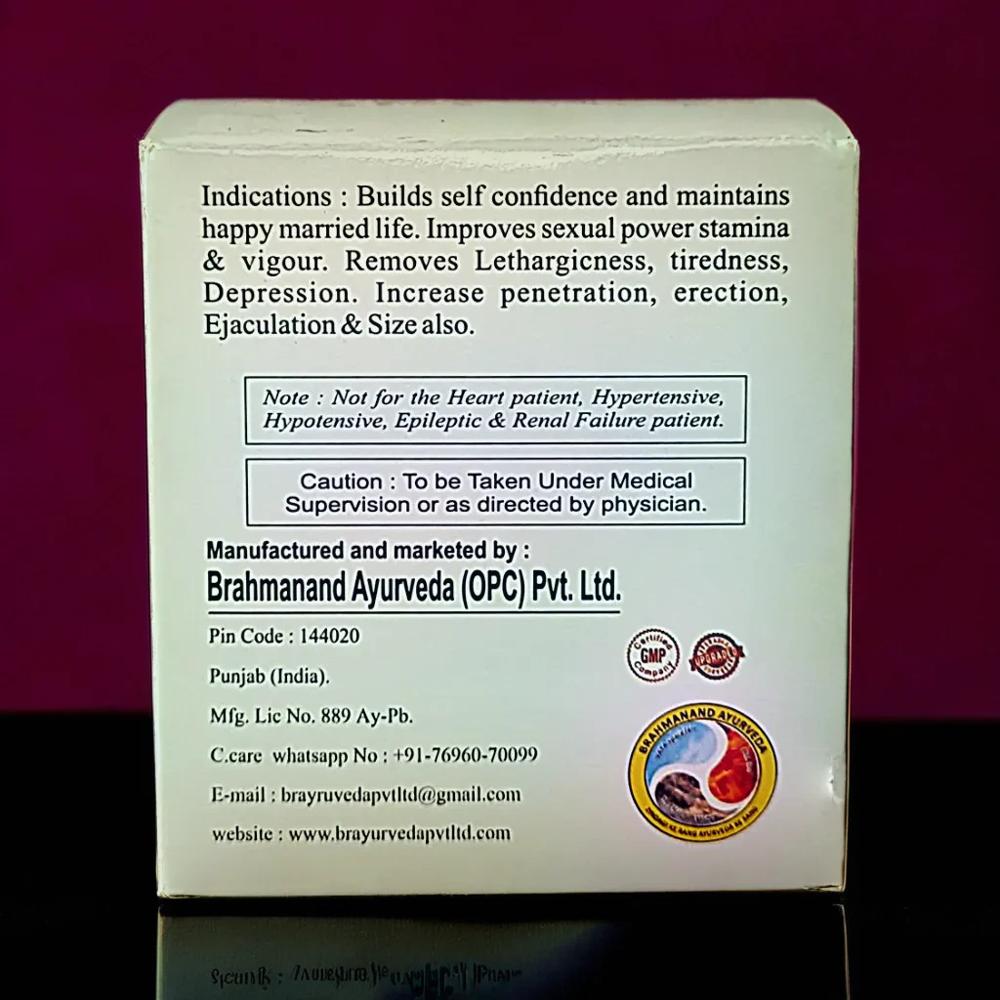 Indications : Builds self confidence and maintains
happy married life. Improves sexual power stamina
& vigour. Removes Lethargicness, tiredness,
Depression. Increase penetration, erection,
Ejaculation & Size also.
Note : Not for the Heart patient, Hypertensive,
Hypotensive, Epileptic & Renal Failure patient.
Caution : To be Taken Under Medical
Supervision or as directed by physician.
Manufactured and marketed by :
Brahmanand Ayurveda (OPC) Pvt. Ltd.
Pin Code : 144020
Punjab (India).
Mfg. Lic No. 889 Ay-Pb.
C.care whatsapp No : +91-76960-70099
E-mail : brayruvedapvtltd@gmail.com
website : www.brayurvedapvtltd.com
Certified
GMP
Company
UPGRADED
BRAHMANAND AYURVEDA